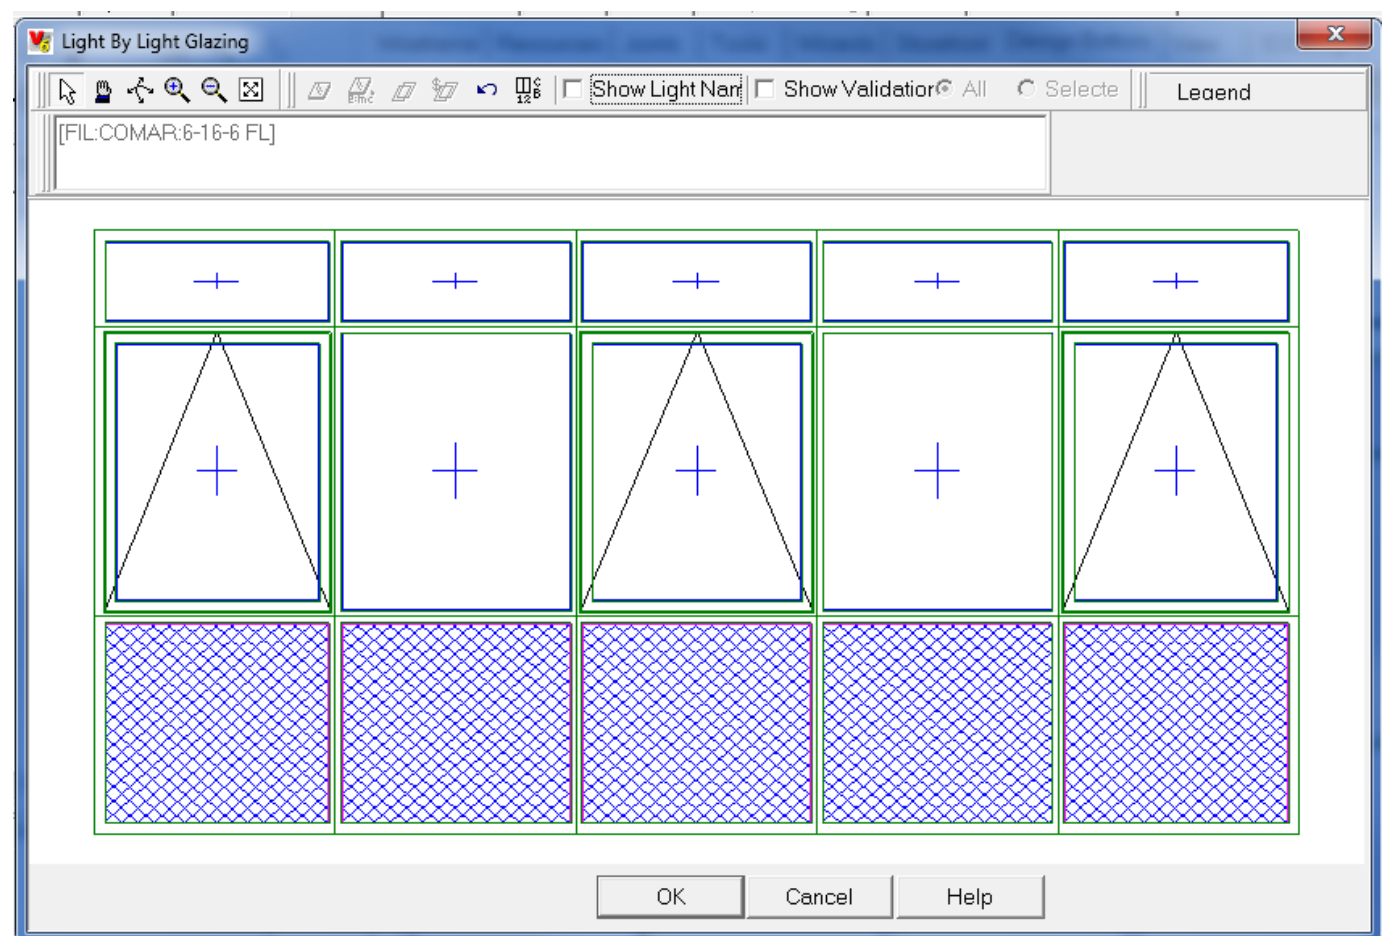 Light By Light Glazing
Show Light Nam
Show Validation
All
Selecte
Legend
[FIL:COMAR:6-16-6 FL]
OK
Cancel
Help